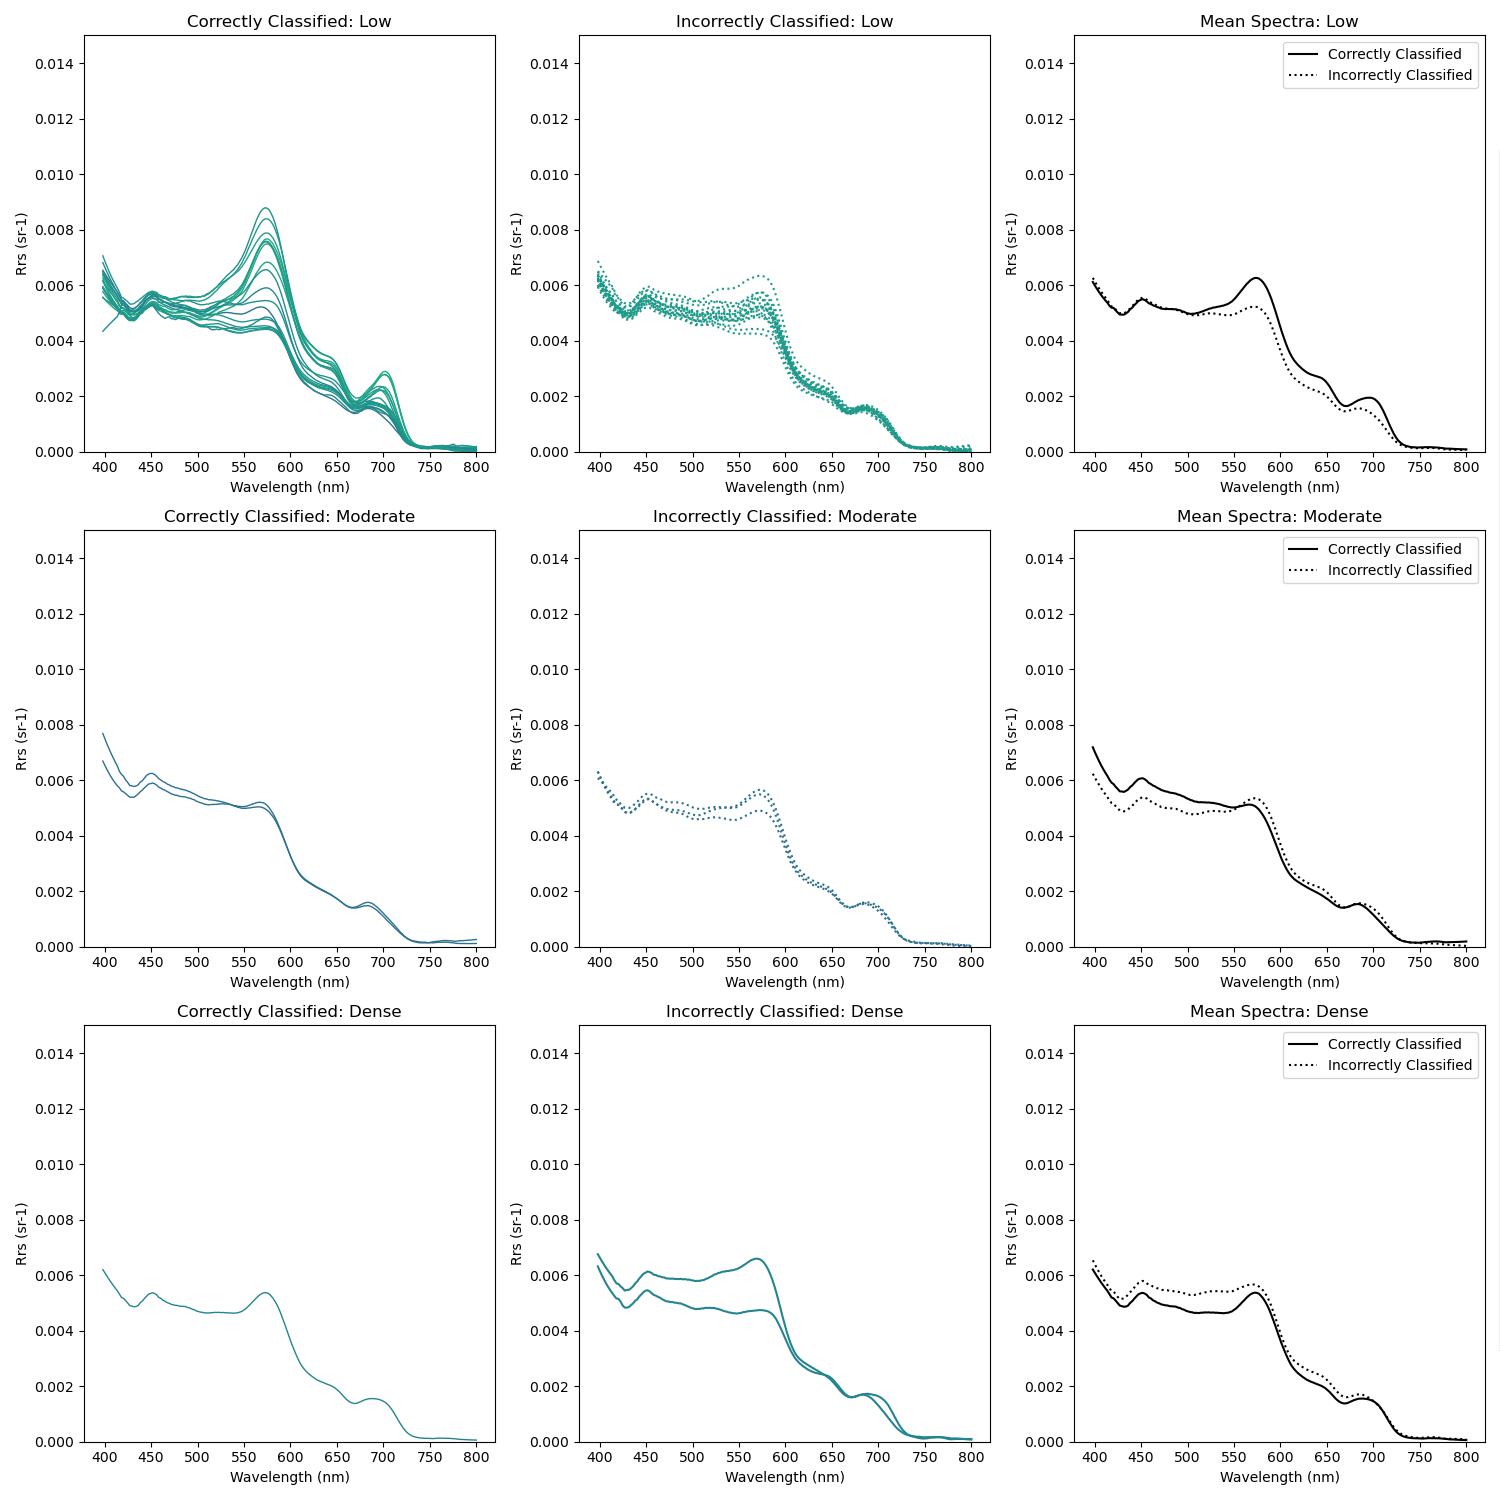 Correctly Classified: Low
Incorrectly Classified: Low
Mean Spectra: Low
0.014
0.012
0.010
0.008
0.006
0.004
0.002
0.000
Rrs (sr-1)
400 450 500 550 600 650 700 750 800
Wavelength (nm)
0.014
0.012
0.010
0.008
0.006
0.004
0.002
0.000
Rrs (sr-1)
400 450 500 550 600 650 700 750 800
Wavelength (nm)
0.014
0.012
0.010
0.008
0.006
0.004
0.002
0.000
Rrs (sr-1)
Correctly Classified
Incorrectly Classified
400 450 500 550 600 650 700 750 800
Wavelength (nm)
Correctly Classified: Moderate
Incorrectly Classified: Moderate
Mean Spectra: Moderate
0.014
0.012
0.010
0.008
0.006
0.004
0.002
0.000
Rrs (sr-1)
400 450 500 550 600 650 700 750 800
Wavelength (nm)
0.014
0.012
0.010
0.008
0.006
0.004
0.002
0.000
Rrs (sr-1)
400 450 500 550 600 650 700 750 800
Wavelength (nm)
0.014
0.012
0.010
0.008
0.006
0.004
0.002
0.000
Rrs (sr-1)
Correctly Classified
Incorrectly Classified
400 450 500 550 600 650 700 750 800
Wavelength (nm)
Correctly Classified: Dense
Incorrectly Classified: Dense
Mean Spectra: Dense
0.014
0.012
0.010
0.008
0.006
0.004
0.002
0.000
Rrs (sr-1)
400 450 500 550 600 650 700 750 800
Wavelength (nm)
0.014
0.012
0.010
0.008
0.006
0.004
0.002
0.000
Rrs (sr-1)
400 450 500 550 600 650 700 750 800
Wavelength (nm)
0.014
0.012
0.010
0.008
0.006
0.004
0.002
0.000
Rrs (sr-1)
Correctly Classified
Incorrectly Classified
400 450 500 550 600 650 700 750 800
Wavelength (nm)